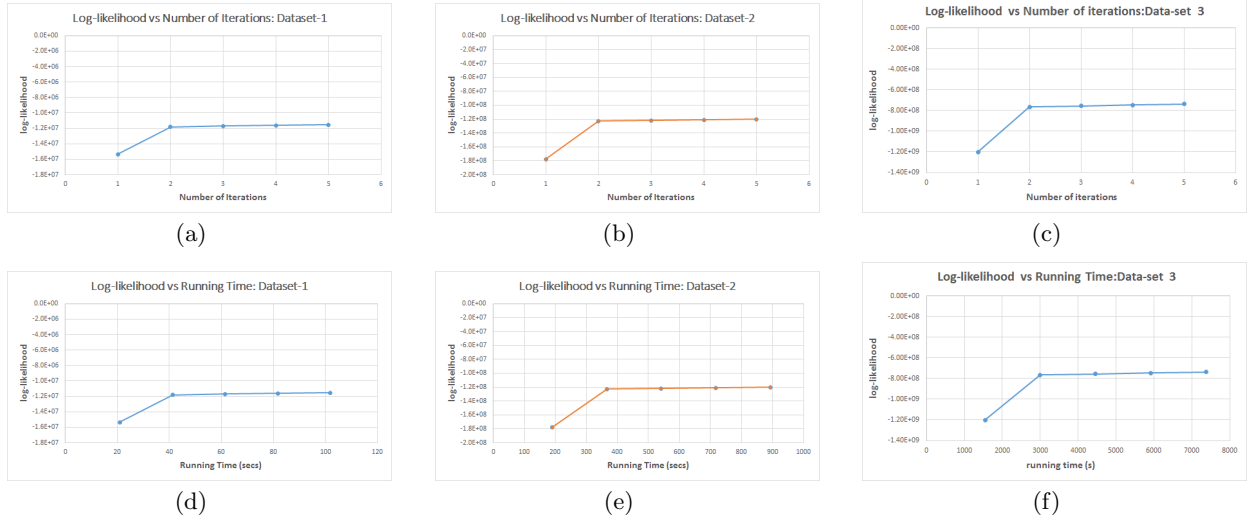 Log-likelihood vs Number of Iterations: Dataset-1
0.0E+00
-2.0E+06
-4.0E+06
-6.0E+06
-8.0E+06
-1.0E+07
-1.2E+07
-1.4E+07
-1.6E+07
-1.8E+07
log-likelihood
0 1 2 3 4 5 6
Number of Iterations
(a)
Log-likelihood vs Number of Iterations: Dataset-2
0.0E+00
-2.0E+07
-4.0E+07
-6.0E+07
-8.0E+07
-1.0E+08
-1.2E+08
-1.4E+08
-1.6E+08
-1.8E+08
-2.0E+08
log-likelihood
0 1 2 3 4 5 6
Number of Iterations
(b)
Log-likelihood vs Number of iterations:Data-set 3
0.00E+00
-2.00E+08
-4.00E+08
-6.00E+08
-8.00E+08
-1.00E+09
-1.20E+09
-1.40E+09
log-likelihood
0 1 2 3 4 5 6
Number of iterations
(c)
Log-likelihood vs Running Time: Dataset-1
0.0E+00
-2.0E+06
-4.0E+06
-6.0E+06
-8.0E+06
-1.0E+07
-1.2E+07
-1.4E+07
-1.6E+07
-1.8E+07
log-likelihood
0 20 40 60 80 100 120
Running Time (secs)
(d)
Log-likelihood vs Running Time: Dataset-2
0.0E+00
-2.0E+07
-4.0E+07
-6.0E+07
-8.0E+07
-1.0E+08
-1.2E+08
-1.4E+08
-1.6E+08
-1.8E+08
-2.0E+08
log-likelihood
0 100 200 300 400 500 600 700 800 900 1000
Running Time (secs)
(e)
Log-likelihood vs Running Time:Data-set 3
0.00E+00
-2.00E+08
-4.00E+08
-6.00E+08
-8.00E+08
-1.00E+09
-1.20E+09
-1.40E+09
log-likelihood
0 1000 2000 3000 4000 5000 6000 7000 8000
running time (s)
(f)